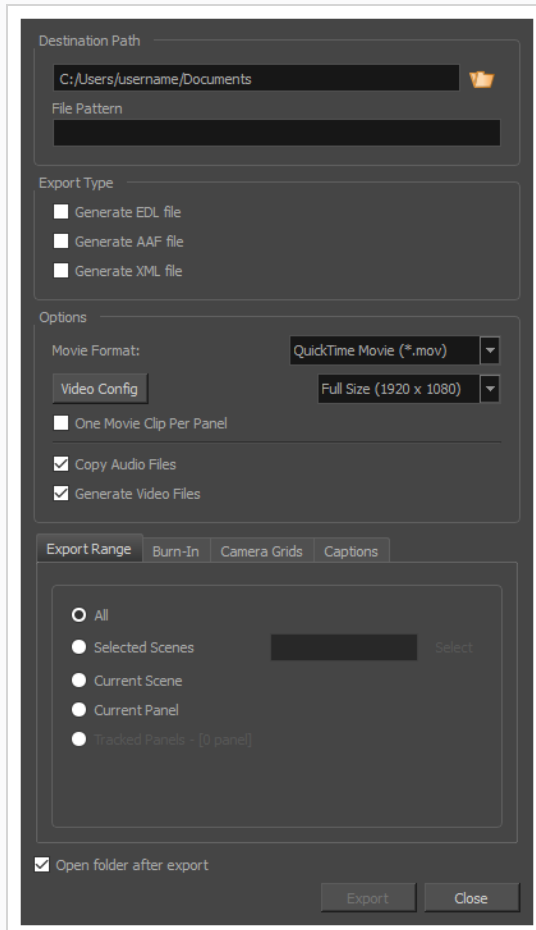 Destination Path
C:/Users/username/Documents
File Pattern
Export Type
Generate EDL file
Generate AAF file
Generate XML file
Options
Movie Format: QuickTime Movie (*.mov)
Video Config Full Size (1920 x 1080)
One Movie Clip Per Panel
Copy Audio Files
Generate Video Files
Export Range Burn-In Camera Grids Captions
All
Selected Scenes Select
Current Scene
Current Panel
Tracked Panels - [0 panel]
Open folder after export
Export Close